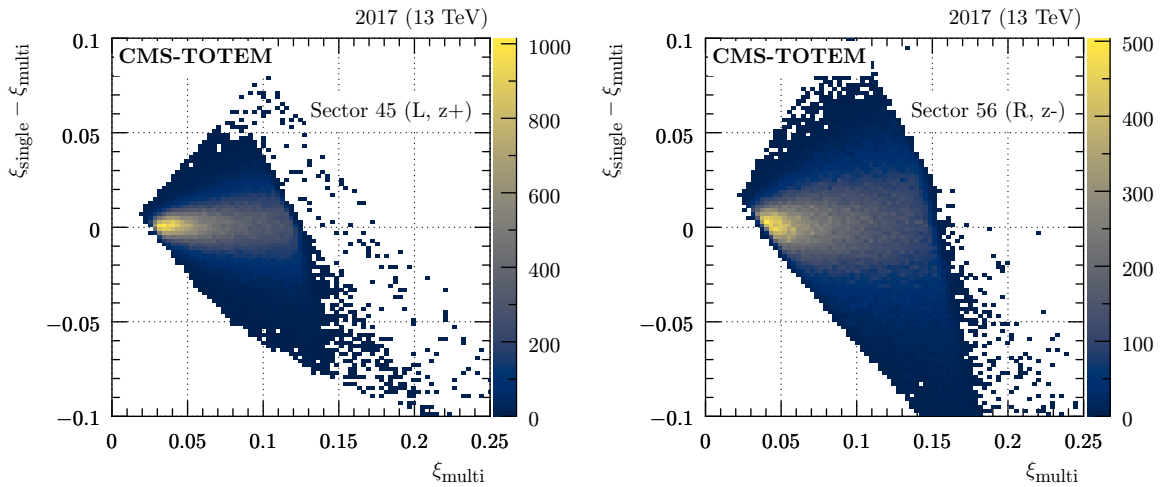 2017 (13 TeV)
CMS-TOTEM
Sector 45 (L, z+)
ξsingle − ξmulti
0.1
0.05
0
−0.05
−0.1
0 0.05 0.1 0.15 0.2 0.25
ξmulti
1000
800
600
400
200
0
2017 (13 TeV)
CMS-TOTEM
Sector 56 (R, z-)
ξsingle − ξmulti
0.1
0.05
0
−0.05
−0.1
0 0.05 0.1 0.15 0.2 0.25
ξmulti
500
400
300
200
100
0